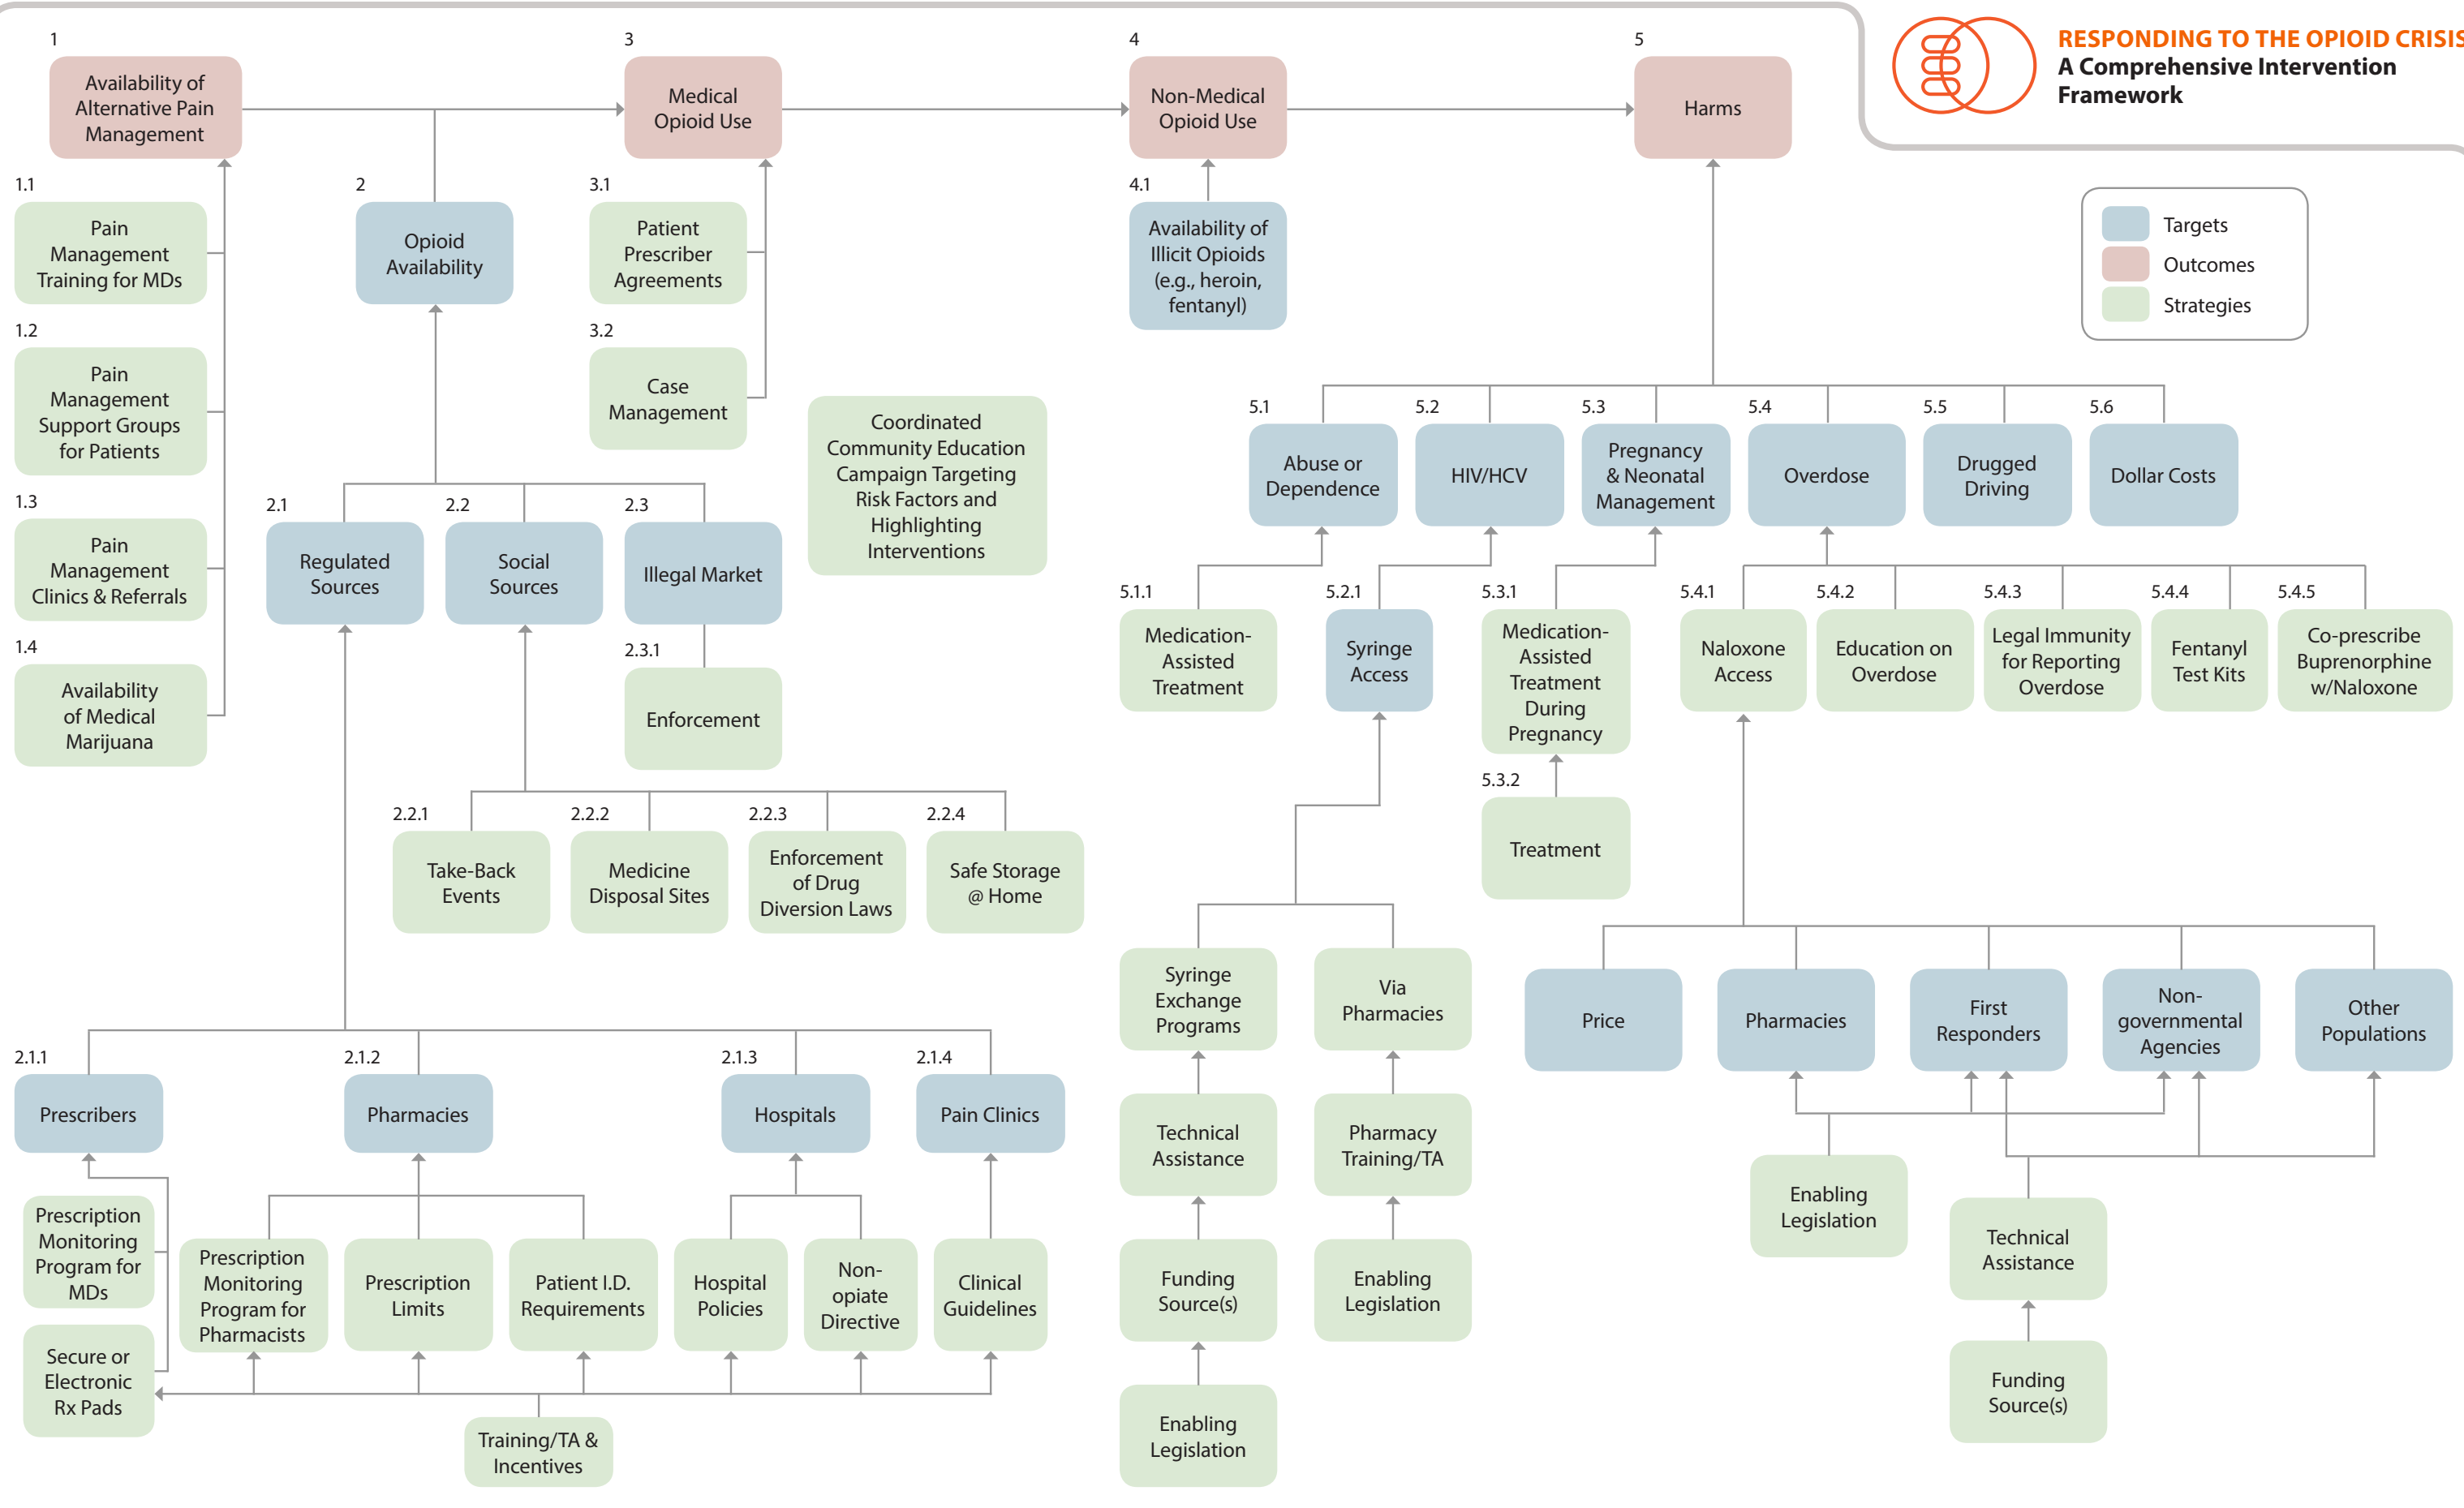 RESPONDING TO THE OPIOID CRISIS
A Comprehensive Intervention
Framework
Targets
Outcomes
Strategies
1
Availability of
Alternative Pain
Management
3
Medical
Opioid Use
4
Non-Medical
Opioid Use
5
Harms
1.1
Pain
Management
Training for MDs
1.2
Pain
Management
Support Groups
for Patients
1.3
Pain
Management
Clinics & Referrals
1.4
Availability
of Medical
Marijuana
2
Opioid
Availability
3.1
Patient
Prescriber
Agreements
3.2
Case
Management
4.1
Availability of
Illicit Opioids
(e.g., heroin,
fentanyl)
Coordinated
Community Education
Campaign Targeting
Risk Factors and
Highlighting
Interventions
2.1
Regulated
Sources
2.2
Social
Sources
2.3
Illegal Market
2.3.1
Enforcement
2.2.1
Take-Back
Events
2.2.2
Medicine
Disposal Sites
2.2.3
Enforcement
of Drug
Diversion Laws
2.2.4
Safe Storage
@ Home
2.1.1
Prescribers
2.1.2
Pharmacies
2.1.3
Hospitals
2.1.4
Pain Clinics
Prescription
Monitoring
Program for
MDs
Secure or
Electronic
Rx Pads
Prescription
Monitoring
Program for
Pharmacists
Prescription
Limits
Patient I.D.
Requirements
Hospital
Policies
Non-
opiate
Directive
Clinical
Guidelines
Training/TA &
Incentives
5.1
Abuse or
Dependence
5.2
HIV/HCV
5.3
Pregnancy
& Neonatal
Management
5.4
Overdose
5.5
Drugged
Driving
5.6
Dollar Costs
5.1.1
Medication-
Assisted
Treatment
5.2.1
Syringe
Access
5.3.1
Medication-
Assisted
Treatment
During
Pregnancy
5.3.2
Treatment
5.4.1
Naloxone
Access
5.4.2
Education on
Overdose
5.4.3
Legal Immunity
for Reporting
Overdose
5.4.4
Fentanyl
Test Kits
5.4.5
Co-prescribe
Buprenorphine
w/Naloxone
Syringe
Exchange
Programs
Via
Pharmacies
Technical
Assistance
Pharmacy
Training/TA
Funding
Source(s)
Enabling
Legislation
Enabling
Legislation
Price
Pharmacies
First
Responders
Non-
governmental
Agencies
Other
Populations
Enabling
Legislation
Technical
Assistance
Funding
Source(s)